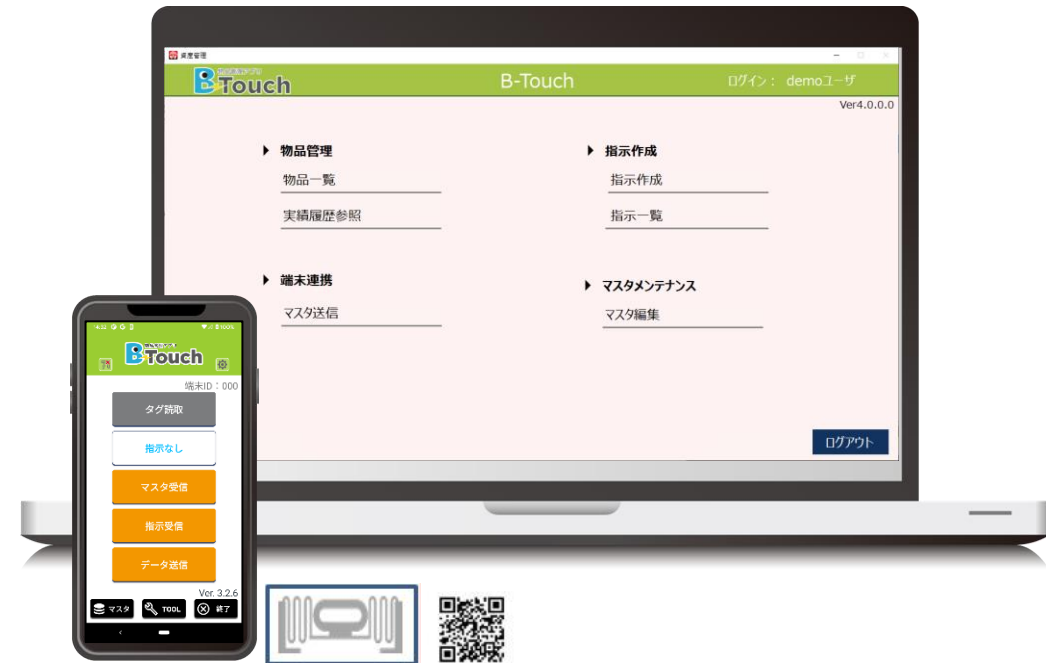 資産管理
B Touch
B-Touch
ログイン： demoユーザ
Ver4.0.0.0
物品管理
物品一覧
実績履歴参照
指示作成
指示作成
指示一覧
端末連携
マスタ送信
マスタメンテナンス
マスタ編集
ログアウト
100%
B Touch
端末ID：000
タグ読取
指示なし
マスタ受信
指示受信
データ送信
Ver. 3.2.6
マスタ
TOOL
終了